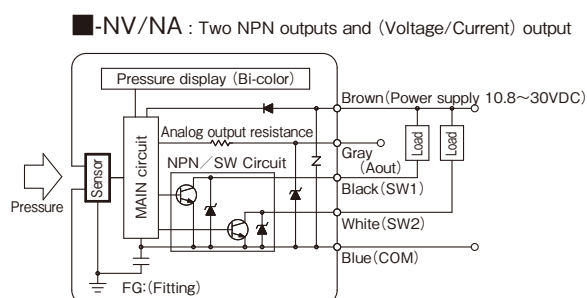 ■-NV/NA : Two NPN outputs and (Voltage/Current) output
Pressure display (Bi-color)
Brown(Power supply 10.8～30VDC)
Analog output resistance
Load
Load
Gray
(Aout)
NPN／SW Circuit
MAIN circuit
Sensor
Pressure
Black(SW1)
White(SW2)
Blue(COM)
FG:(Fitting)